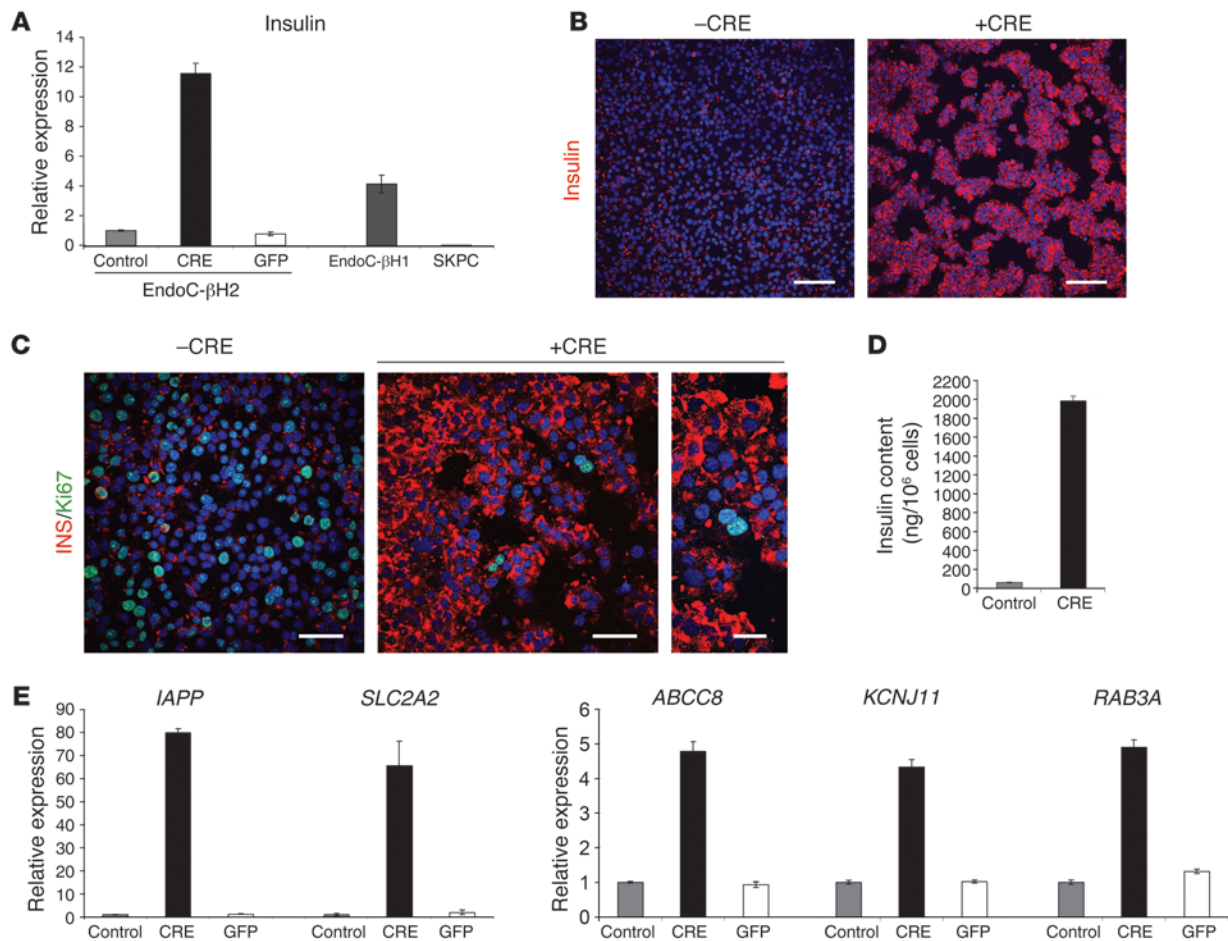 A
Insulin
Relative expression
14
12
10
8
6
4
2
0
Control CRE GFP EndoC-βH1 SKPC
EndoC-βH2
B
–CRE +CRE
Insulin
C
–CRE +CRE
INS/Ki67
D
Insulin content
(ng/10⁶ cells)
2200
2000
1800
1600
1400
1200
1000
800
600
400
200
0
Control CRE
E
IAPP SLC2A2
Relative expression
90
80
70
60
50
40
30
20
10
0
Control CRE GFP Control CRE GFP
ABCC8 KCNJ11 RAB3A
Relative expression
6
5
4
3
2
1
0
Control CRE GFP Control CRE GFP Control CRE GFP